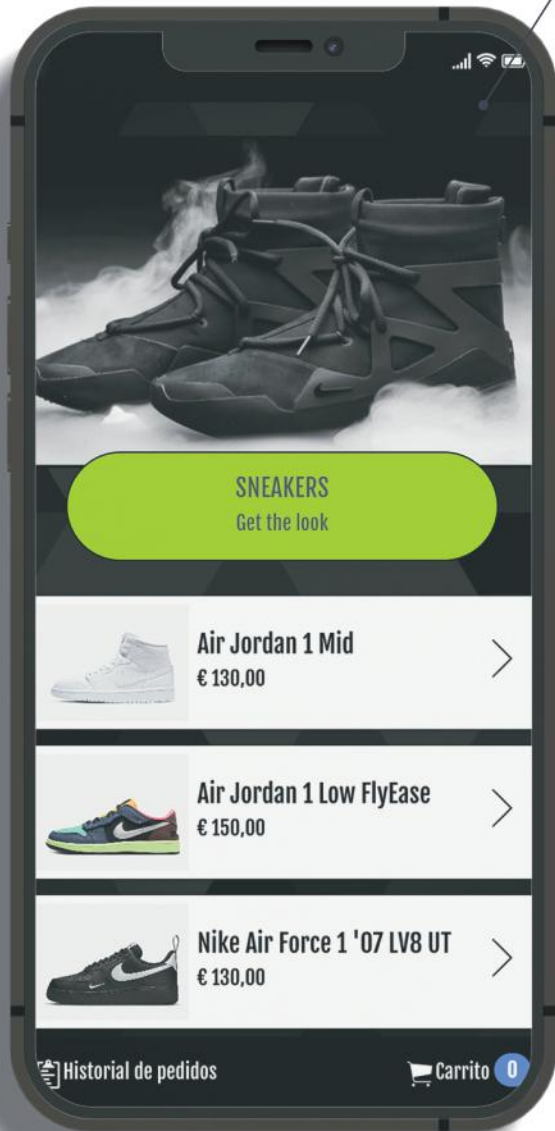 SNEAKERS
Get the look
Air Jordan 1 Mid
€ 130,00
Air Jordan 1 Low FlyEase
€ 150,00
Nike Air Force 1 '07 LV8 UT
€ 130,00
Historial de pedidos
Carrito 0